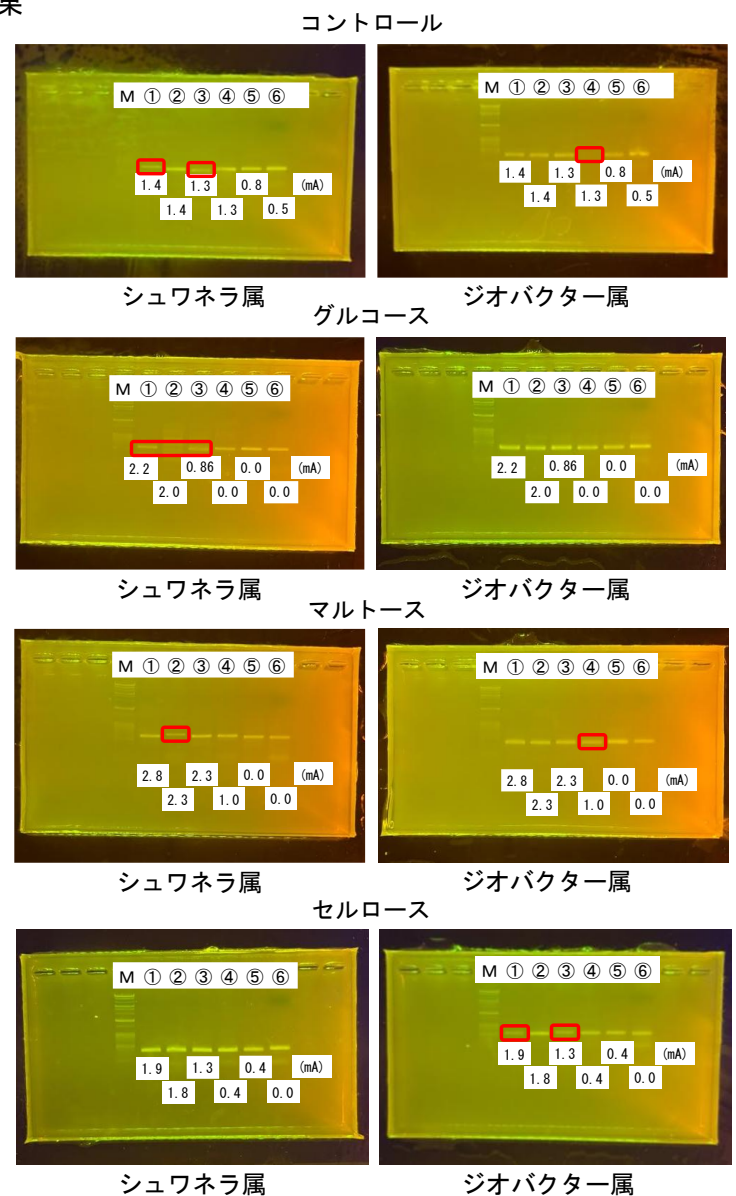 果
コントロール
M ① ② ③ ④ ⑤ ⑥
1.4 1.3 0.8 (mA)
1.4 1.3 0.5
シュワネラ属
M ① ② ③ ④ ⑤ ⑥
1.4 1.3 0.8 (mA)
1.4 1.3 0.5
ジオバクター属
グルコース
M ① ② ③ ④ ⑤ ⑥
2.2 0.86 0.0 (mA)
2.0 0.0 0.0
シュワネラ属
M ① ② ③ ④ ⑤ ⑥
2.2 0.86 0.0 (mA)
2.0 0.0 0.0
ジオバクター属
マルトース
M ① ② ③ ④ ⑤ ⑥
2.8 2.3 0.0 (mA)
2.3 1.0 0.0
シュワネラ属
M ① ② ③ ④ ⑤ ⑥
2.8 2.3 0.0 (mA)
2.3 1.0 0.0
ジオバクター属
セルロース
M ① ② ③ ④ ⑤ ⑥
1.9 1.3 0.4 (mA)
1.8 0.4 0.0
シュワネラ属
M ① ② ③ ④ ⑤ ⑥
1.9 1.3 0.4 (mA)
1.8 0.4 0.0
ジオバクター属